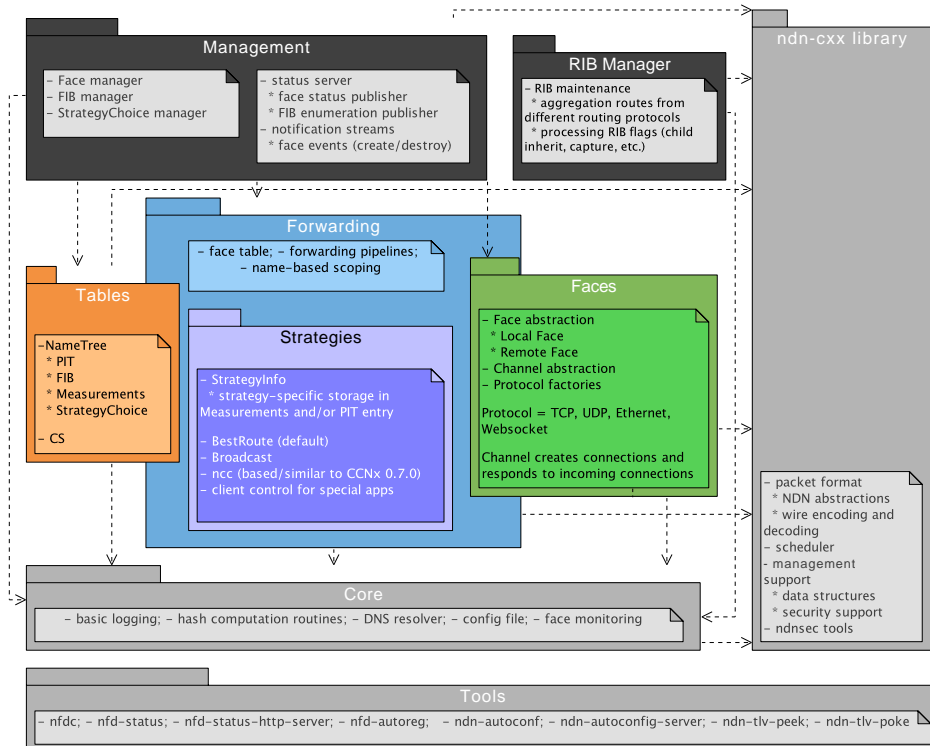 Management
- Face manager
- FIB manager
- StrategyChoice manager
- status server
* face status publisher
* FIB enumeration publisher
- notification streams
* face events (create/destroy)
RIB Manager
- RIB maintenance
* aggregation routes from
different routing protocols
* processing RIB flags (child
inherit, capture, etc.)
ndn-cxx library
- packet format
* NDN abstractions
* wire encoding and
decoding
- scheduler
- management
support
* data structures
* security support
- ndnsec tools
Forwarding
- face table; - forwarding pipelines;
- name-based scoping
Tables
-NameTree
* PIT
* FIB
* Measurements
* StrategyChoice
- CS
Strategies
- StrategyInfo
* strategy-specific storage in
Measurements and/or PIT entry
- BestRoute (default)
- Broadcast
- ncc (based/similar to CCNx 0.7.0)
- client control for special apps
Faces
- Face abstraction
* Local Face
* Remote Face
- Channel abstraction
- Protocol factories
Protocol = TCP, UDP, Ethernet,
Websocket
Channel creates connections and
responds to incoming connections
Core
- basic logging; - hash computation routines; - DNS resolver; - config file; - face monitoring
Tools
- nfdc; - nfd-status; - nfd-status-http-server; - nfd-autoreg; - ndn-autoconf; - ndn-autoconfig-server; - ndn-tlv-peek; - ndn-tlv-poke